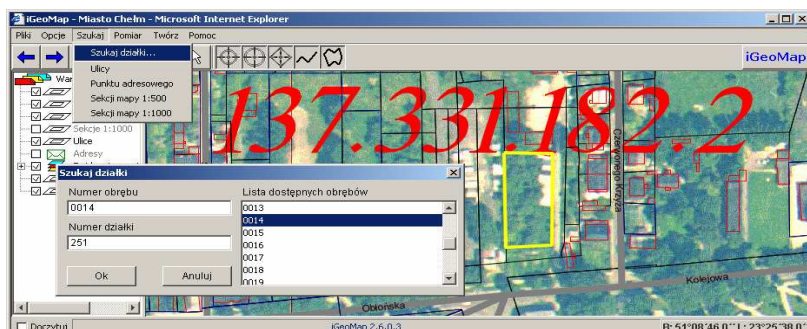 iGeoMap - Miasto Chełm - Microsoft Internet Explorer
Pliki Opcje Szukaj Pomiar Twórz Pomoc
Szukaj działki...
Ulicy
Punktu adresowego
Sekcji mapy 1:500
Sekcji mapy 1:1000
iGeoMap
War
Sekcje 1:1000
Ulice
Adresy
137.331.182.2
Czerwonego Krzyża
Szukaj działki
Numer obrębu
0014
Numer działki
251
Ok Anuluj
Lista dostępnych obrębów
0013
0014
0015
0016
0017
0018
0019
Obłońska
Kolejowa
Doczytuj
iGeoMap 2.6.0.3
B: 51°08'46.0" L: 23°25'38.0"